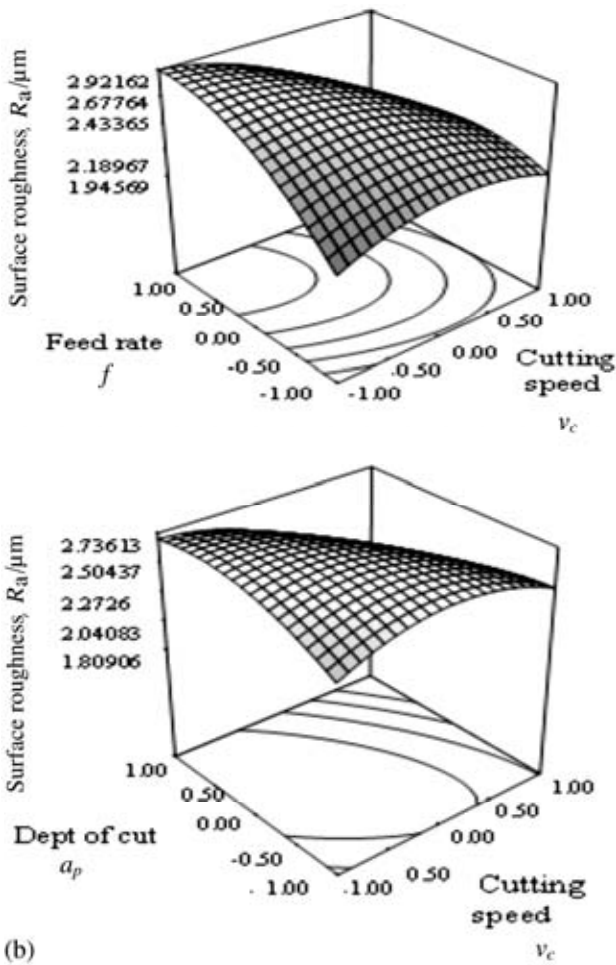 Surface roughness, Ra/μm
2.92162
2.67764
2.43365
2.18967
1.94569
1.00
0.50
0.00
-0.50
-1.00
Feed rate
f
1.00
0.50
0.00
-0.50
-1.00
Cutting
speed
vc
Surface roughness, Ra/μm
2.73613
2.50437
2.2726
2.04083
1.80906
1.00
0.50
0.00
-0.50
- 1.00
Dept of cut
ap
1.00
0.50
0.00
0.50
-1.00
Cutting
speed
vc
(b)